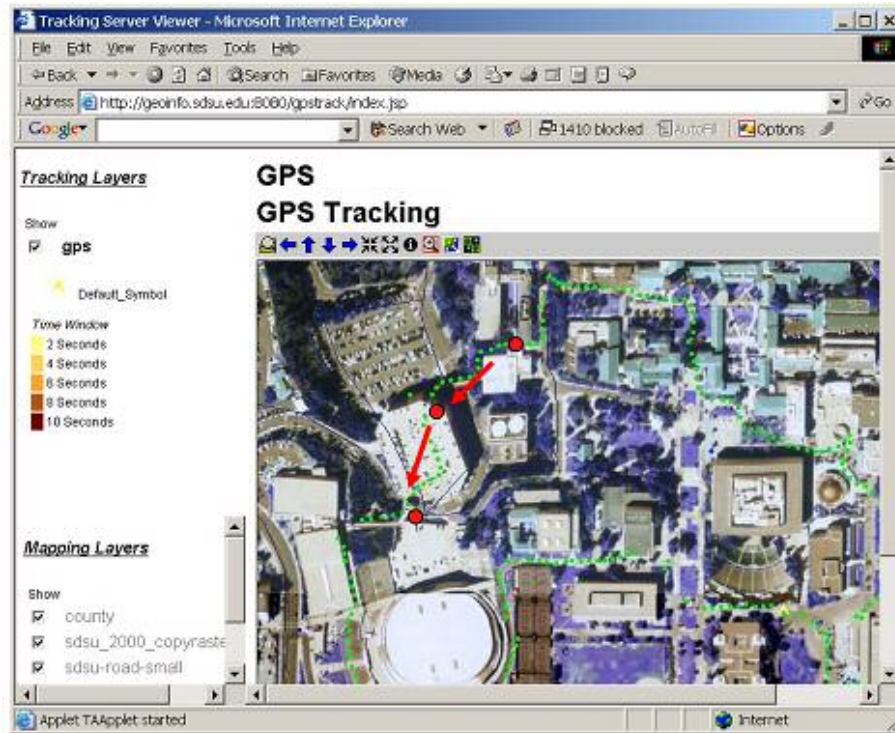 Tracking Server Viewer - Microsoft Internet Explorer
File Edit View Favorites Tools Help
Back Search Favorites Media
Address http://geoinfo.sdsu.edu:8080/gpstrack/index.jsp Go
Google Search Web 1410 blocked AutoFill Options
Tracking Layers
Show
gps
Default_Symbol
Time Window
2 Seconds
4 Seconds
6 Seconds
8 Seconds
10 Seconds
Mapping Layers
Show
county
sdsu_2000_copyraste
sdsu-road-small
GPS
GPS Tracking
Applet TAApplet started Internet